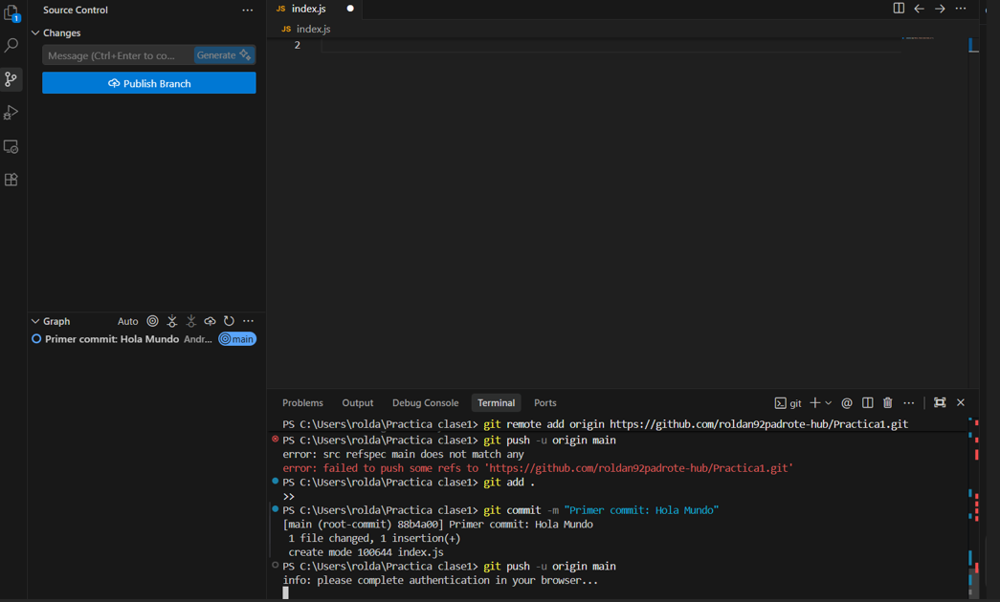 1
Source Control
Changes
Message (Ctrl+Enter to co...
Generate
Publish Branch
Graph
Auto
Primer commit: Hola Mundo Andr... main
JS index.js
JS index.js
2
Problems Output Debug Console Terminal Ports
git
PS C:\Users\rolda\Practica clase1> git remote add origin https://github.com/roldan92padrote-hub/Practica1.git
PS C:\Users\rolda\Practica clase1> git push -u origin main
error: src refspec main does not match any
error: failed to push some refs to 'https://github.com/roldan92padrote-hub/Practica1.git'
PS C:\Users\rolda\Practica clase1> git add .
>>
PS C:\Users\rolda\Practica clase1> git commit -m "Primer commit: Hola Mundo"
[main (root-commit) 88b4a00] Primer commit: Hola Mundo
1 file changed, 1 insertion(+)
create mode 100644 index.js
PS C:\Users\rolda\Practica clase1> git push -u origin main
info: please complete authentication in your browser...